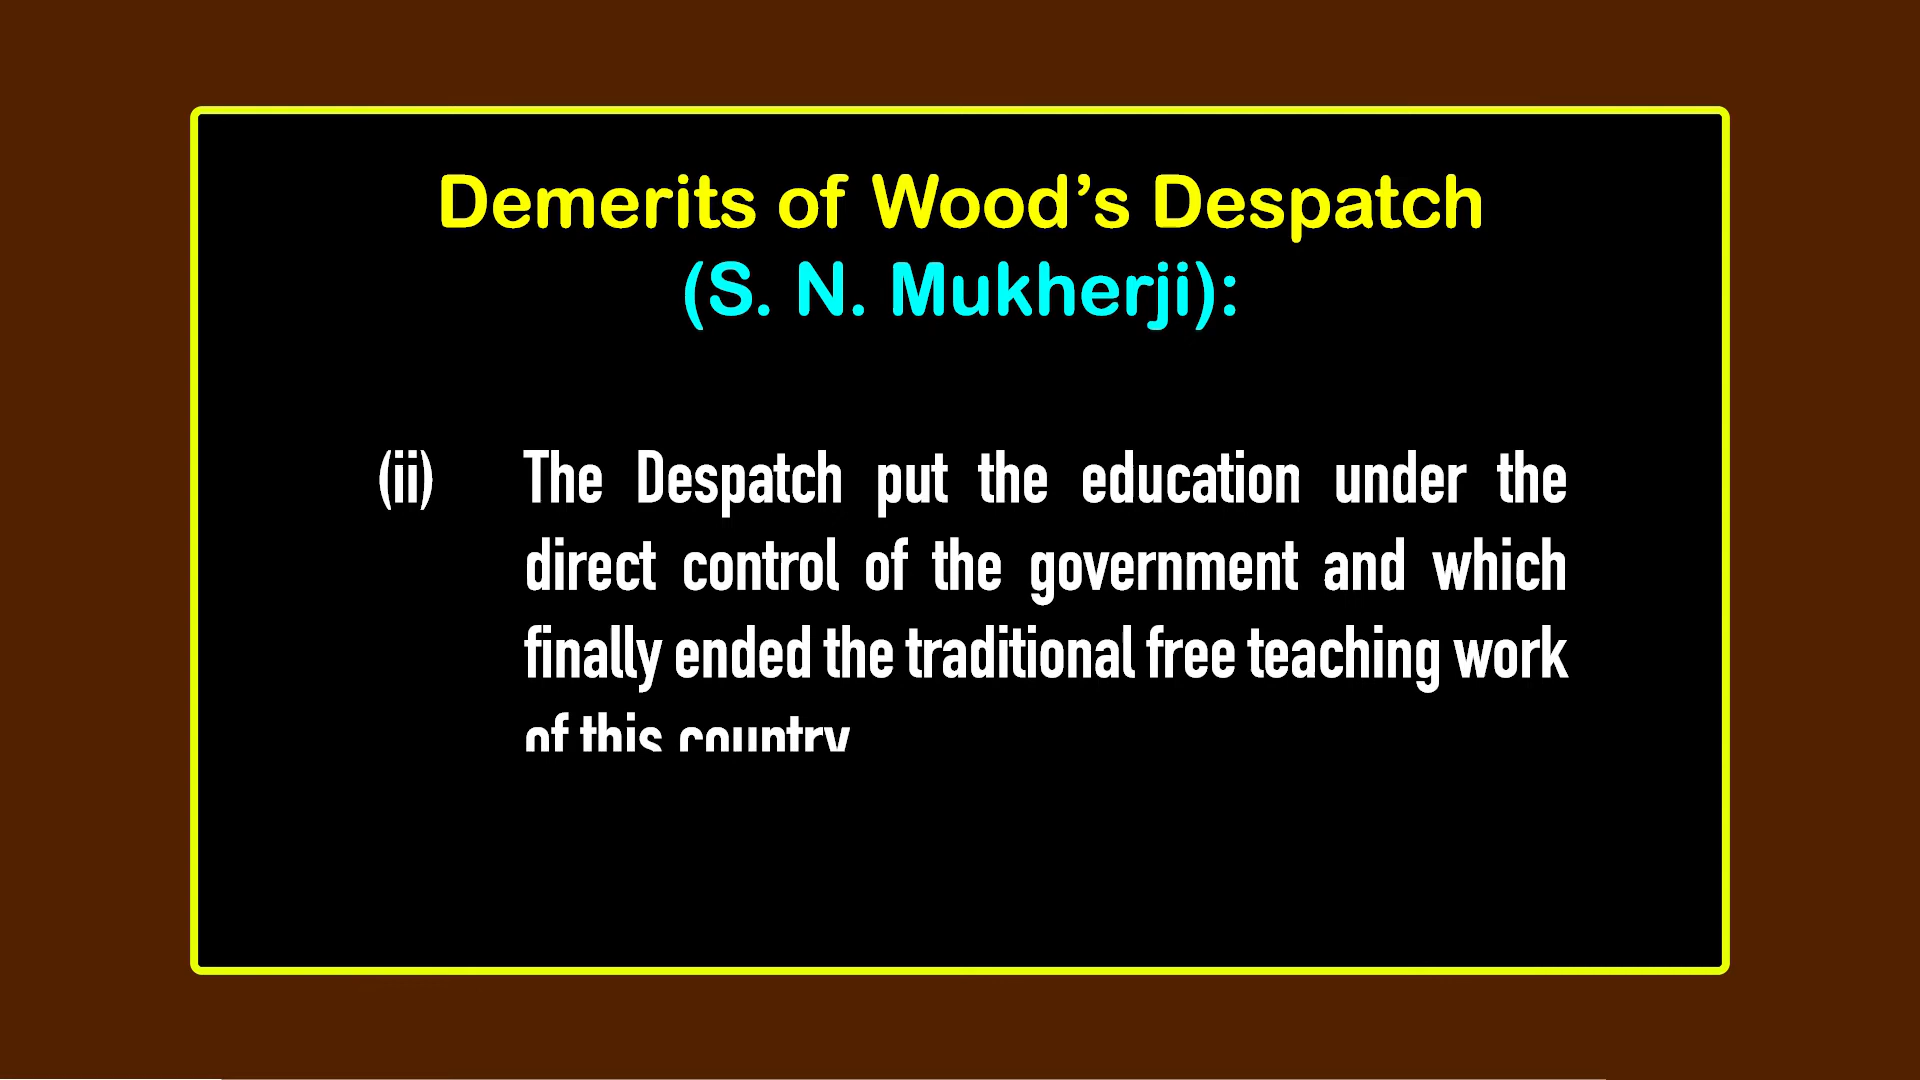 Demerits of Wood’s Despatch
(S. N. Mukherji):
(ii) The Despatch put the education under the
direct control of the government and which
finally ended the traditional free teaching work
of this country